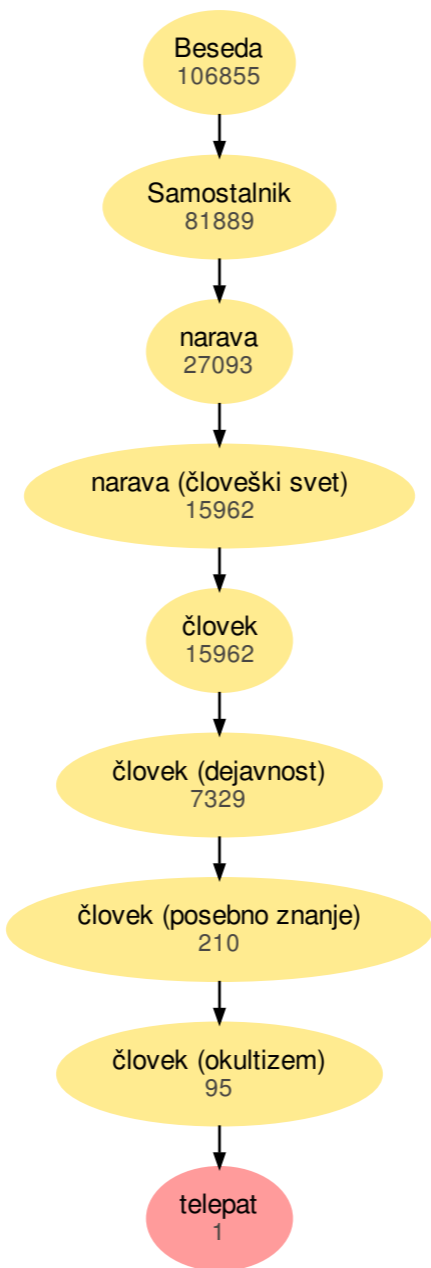 Beseda
106855
Samostalnik
81889
narava
27093
narava (človeški svet)
15962
človek
15962
človek (dejavnost)
7329
človek (posebno znanje)
210
človek (okultizem)
95
telepat
1